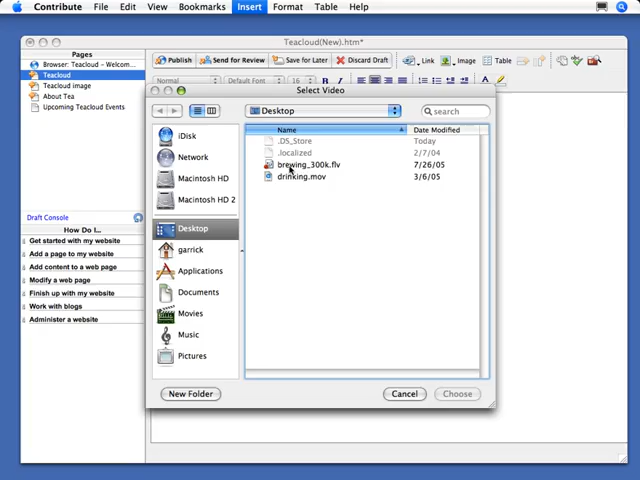 Contribute File Edit View Bookmarks Insert Format Table Help
Teacloud(New).htm*
Pages
Browser: Teacloud - Welcom...
Teacloud
Teacloud image
About Tea
Upcoming Teacloud Events
Publish Send for Review Save for Later Discard Draft Link Image Table
Normal Default Font 16
Select Video
Desktop
search
Name Date Modified
iDisk
Network
Macintosh HD
Macintosh HD 2
Desktop
garrick
Applications
Documents
Movies
Music
Pictures
.DS_Store Today
.localized 2/7/04
brewing_300k.flv 7/26/05
drinking.mov 3/6/05
Draft Console
How Do I...
Get started with my website
Add a page to my website
Add content to a web page
Modify a web page
Finish up with my website
Work with blogs
Administer a website
New Folder Cancel Choose